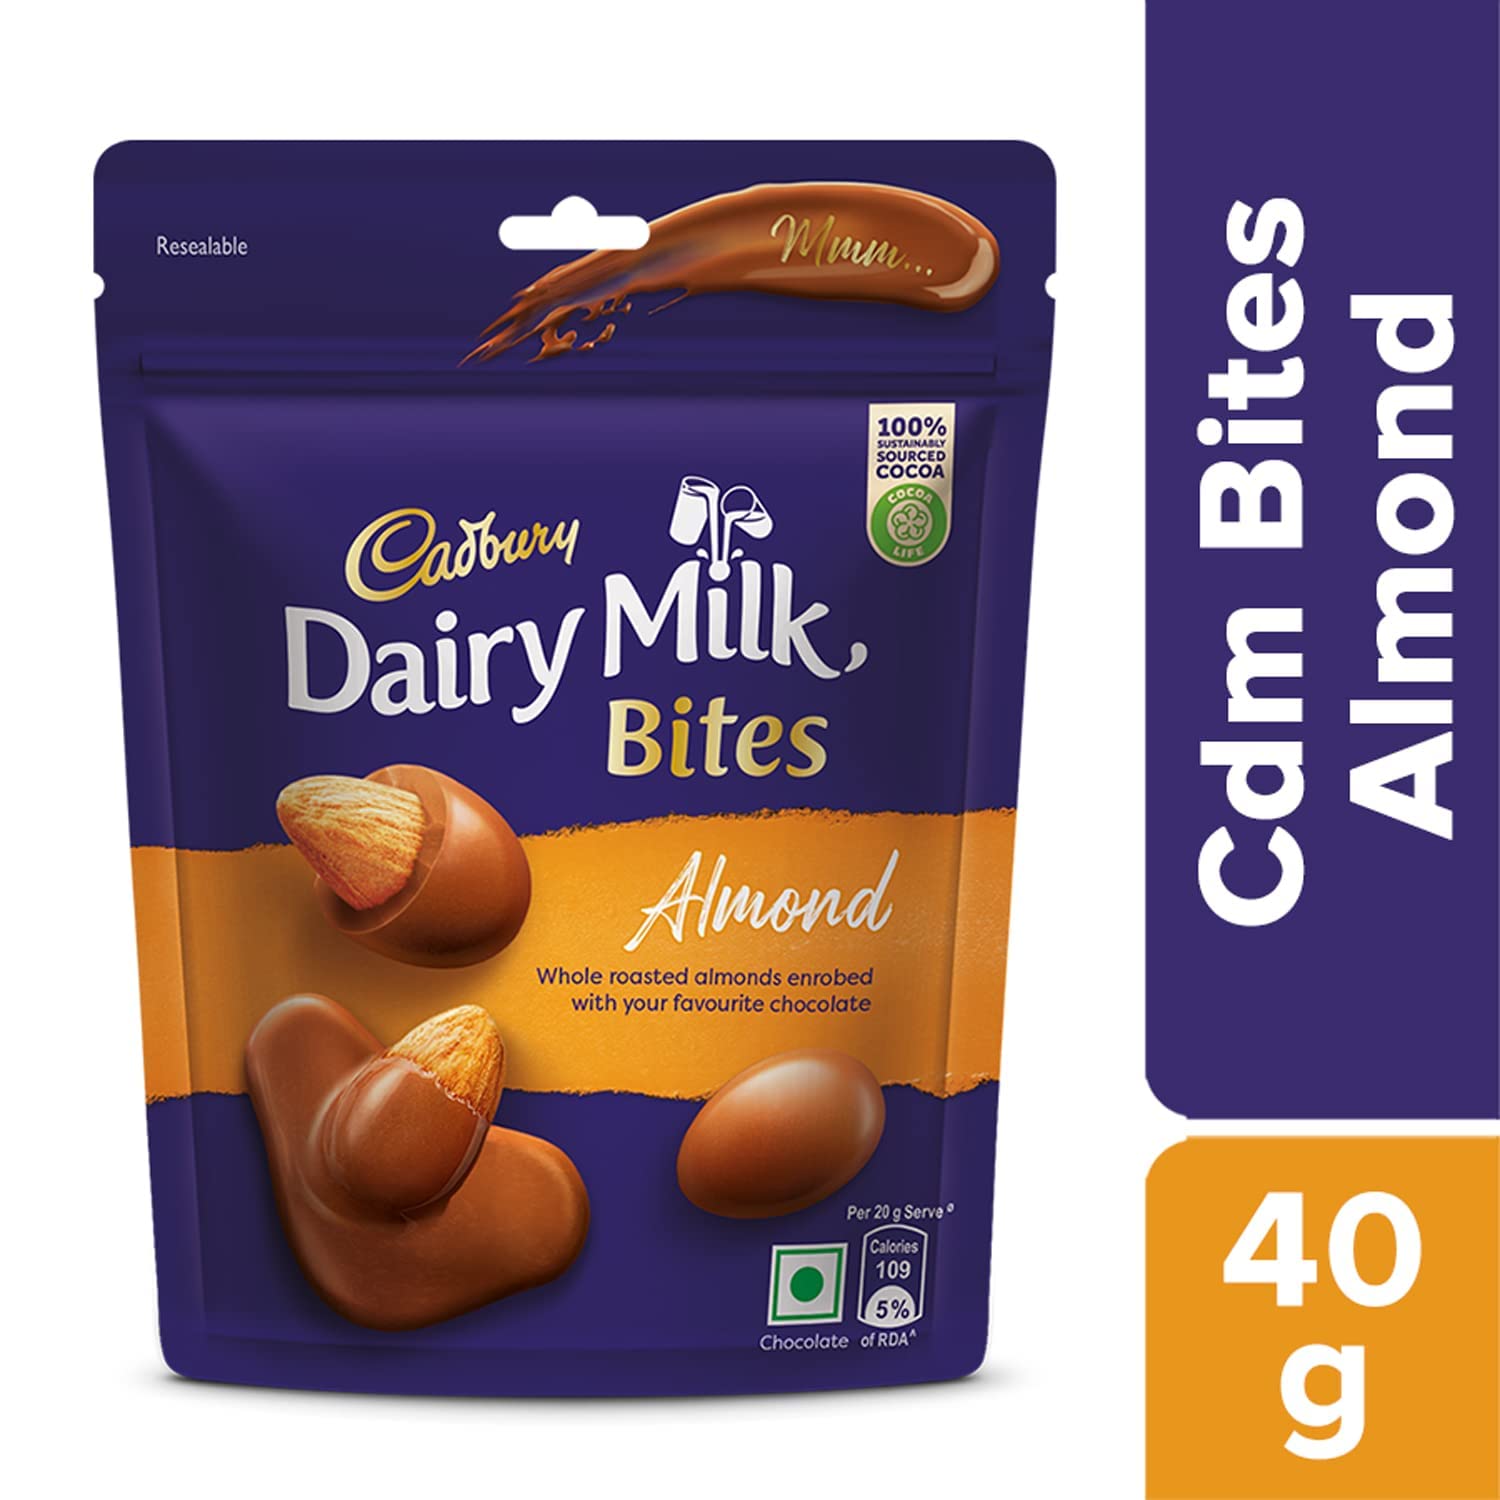 Resealable
Mmm...
100%
SUSTAINABLY
SOURCED
COCOA
COCOA
LIFE
Cadbury
Dairy Milk,
Bites
Almond
Whole roasted almonds enrobed
with your favourite chocolate
Per 20 g Serve ø
Calories
109
5%
of RDA^
Chocolate
Cdm Bites
Almond
40
g